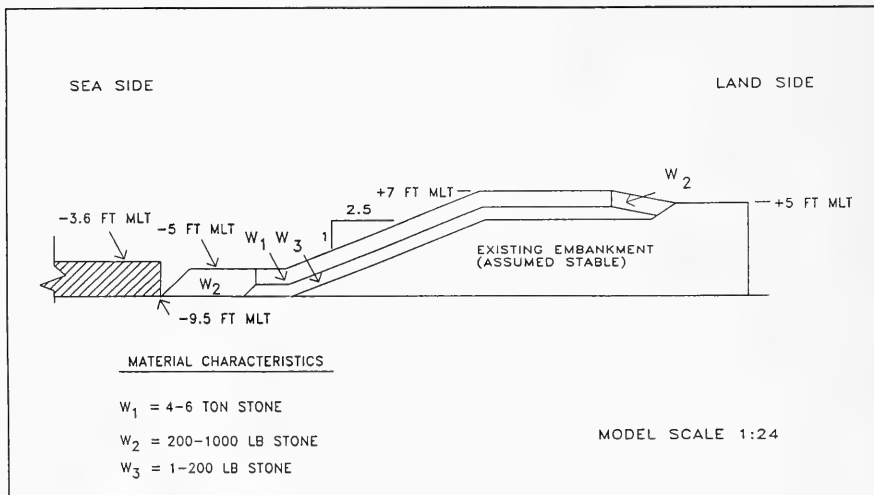 SEA SIDE
LAND SIDE
W2
+7 FT MLT
+5 FT MLT
-3.6 FT MLT
2.5
-5 FT MLT
1
W1 W3
EXISTING EMBANKMENT
(ASSUMED STABLE)
W2
-9.5 FT MLT
MATERIAL CHARACTERISTICS
W1 = 4-6 TON STONE
W2 = 200-1000 LB STONE
W3 = 1-200 LB STONE
MODEL SCALE 1:24